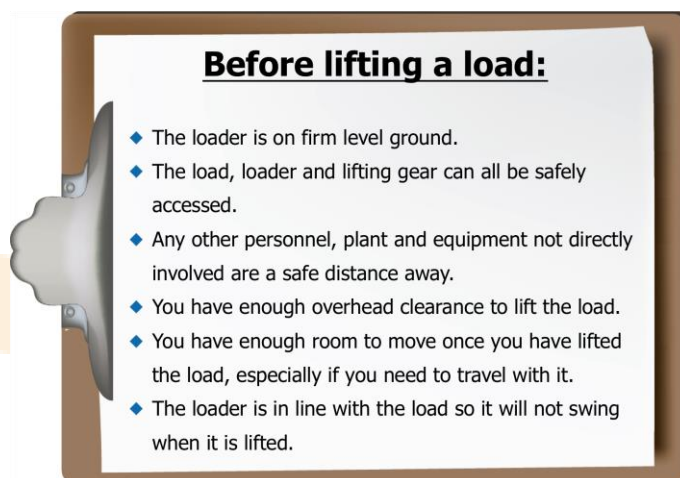 Before lifting a load:
◆ The loader is on firm level ground.
◆ The load, loader and lifting gear can all be safely
accessed.
◆ Any other personnel, plant and equipment not directly
involved are a safe distance away.
◆ You have enough overhead clearance to lift the load.
◆ You have enough room to move once you have lifted
the load, especially if you need to travel with it.
◆ The loader is in line with the load so it will not swing
when it is lifted.